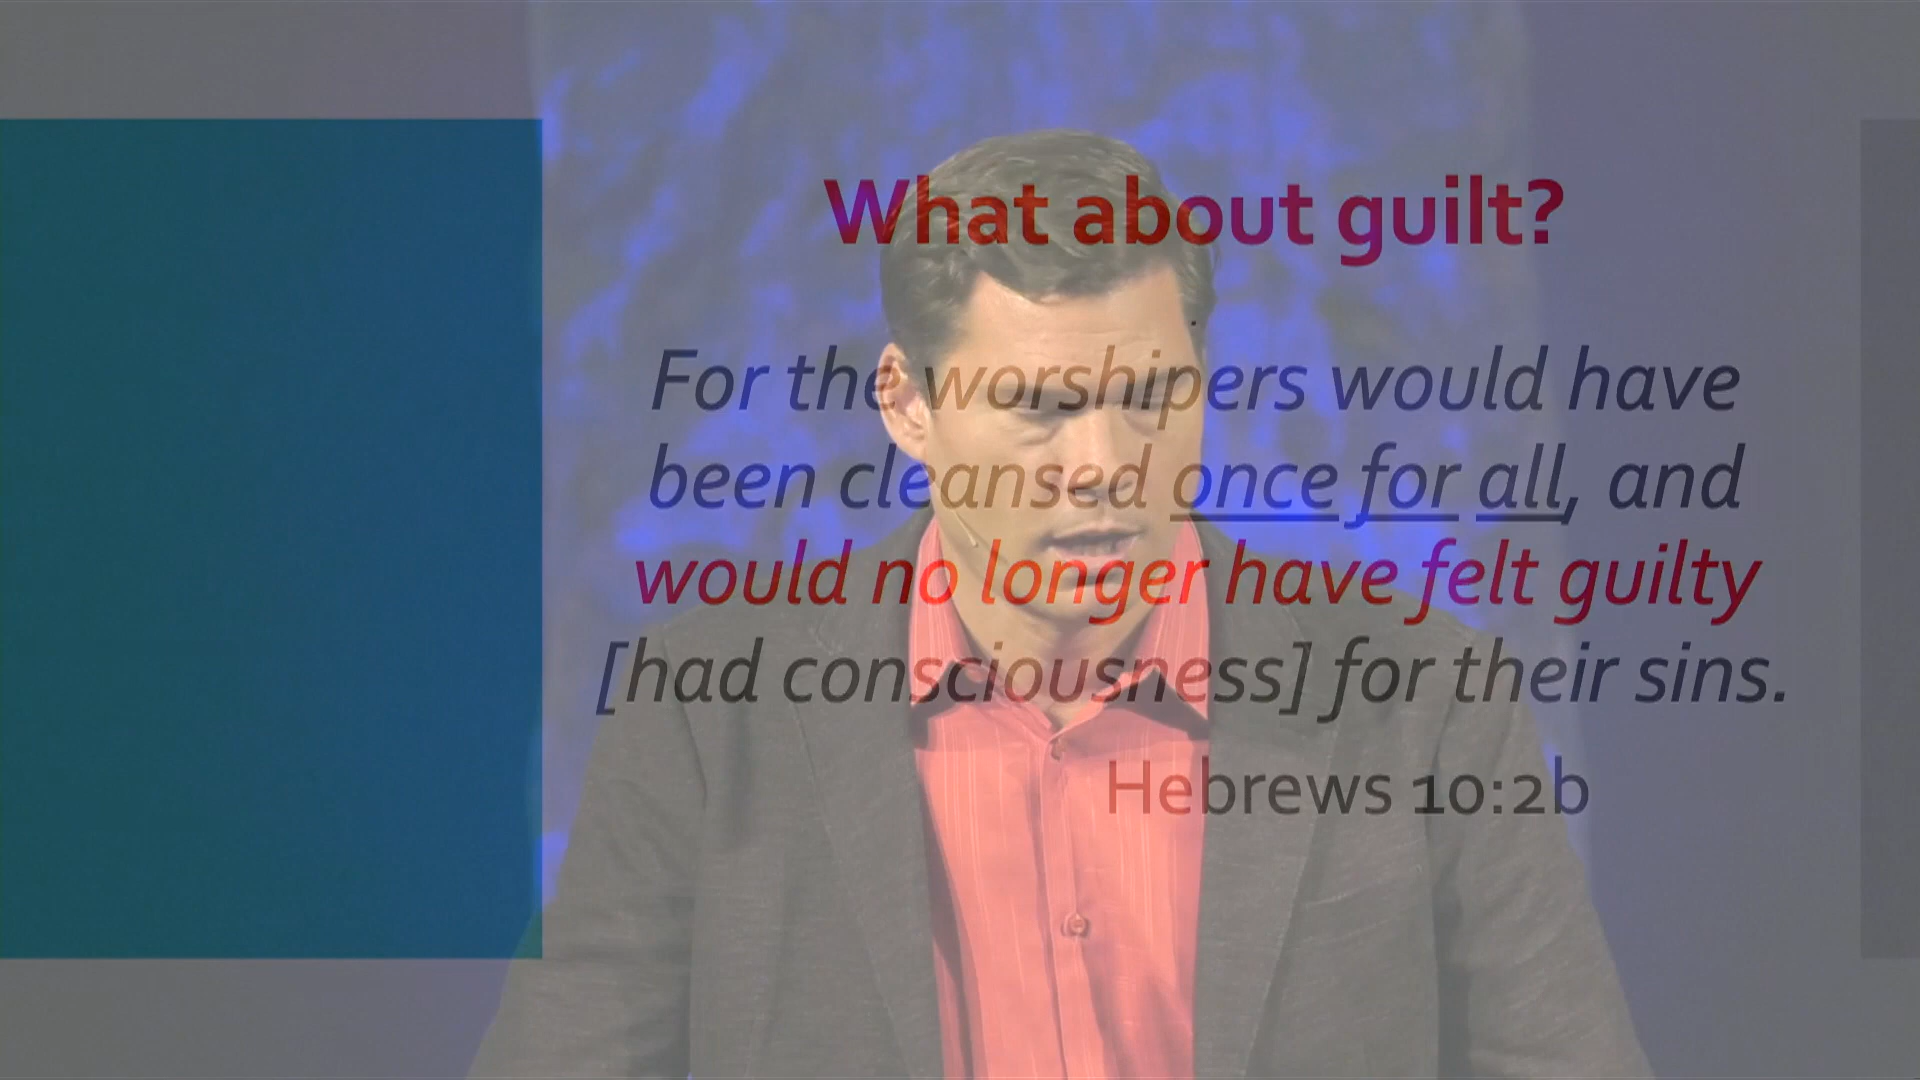 What about guilt?
For the worshipers would have
been cleansed once for all, and
would no longer have felt guilty
[had consciousness] for their sins.
Hebrews 10:2b